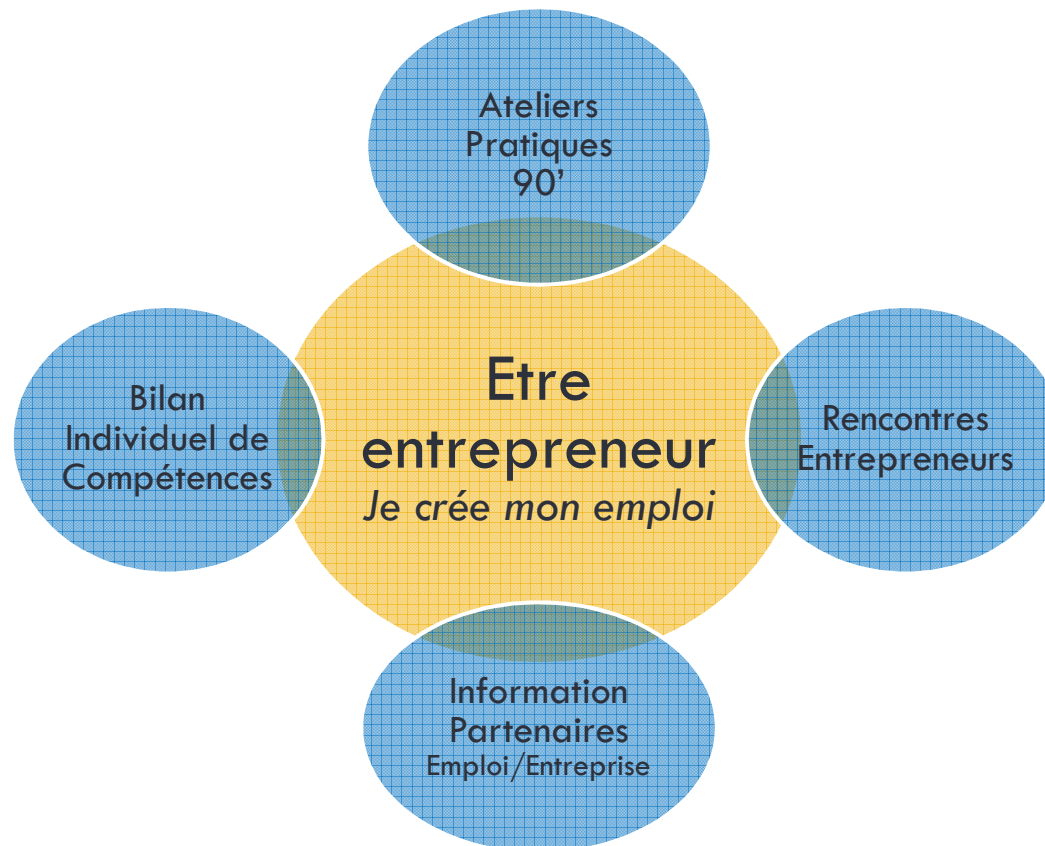 Ateliers
Pratiques
90’
Bilan
Individuel de
Compétences
Etre
entrepreneur
Je crée mon emploi
Rencontres
Entrepreneurs
Information
Partenaires
Emploi/Entreprise